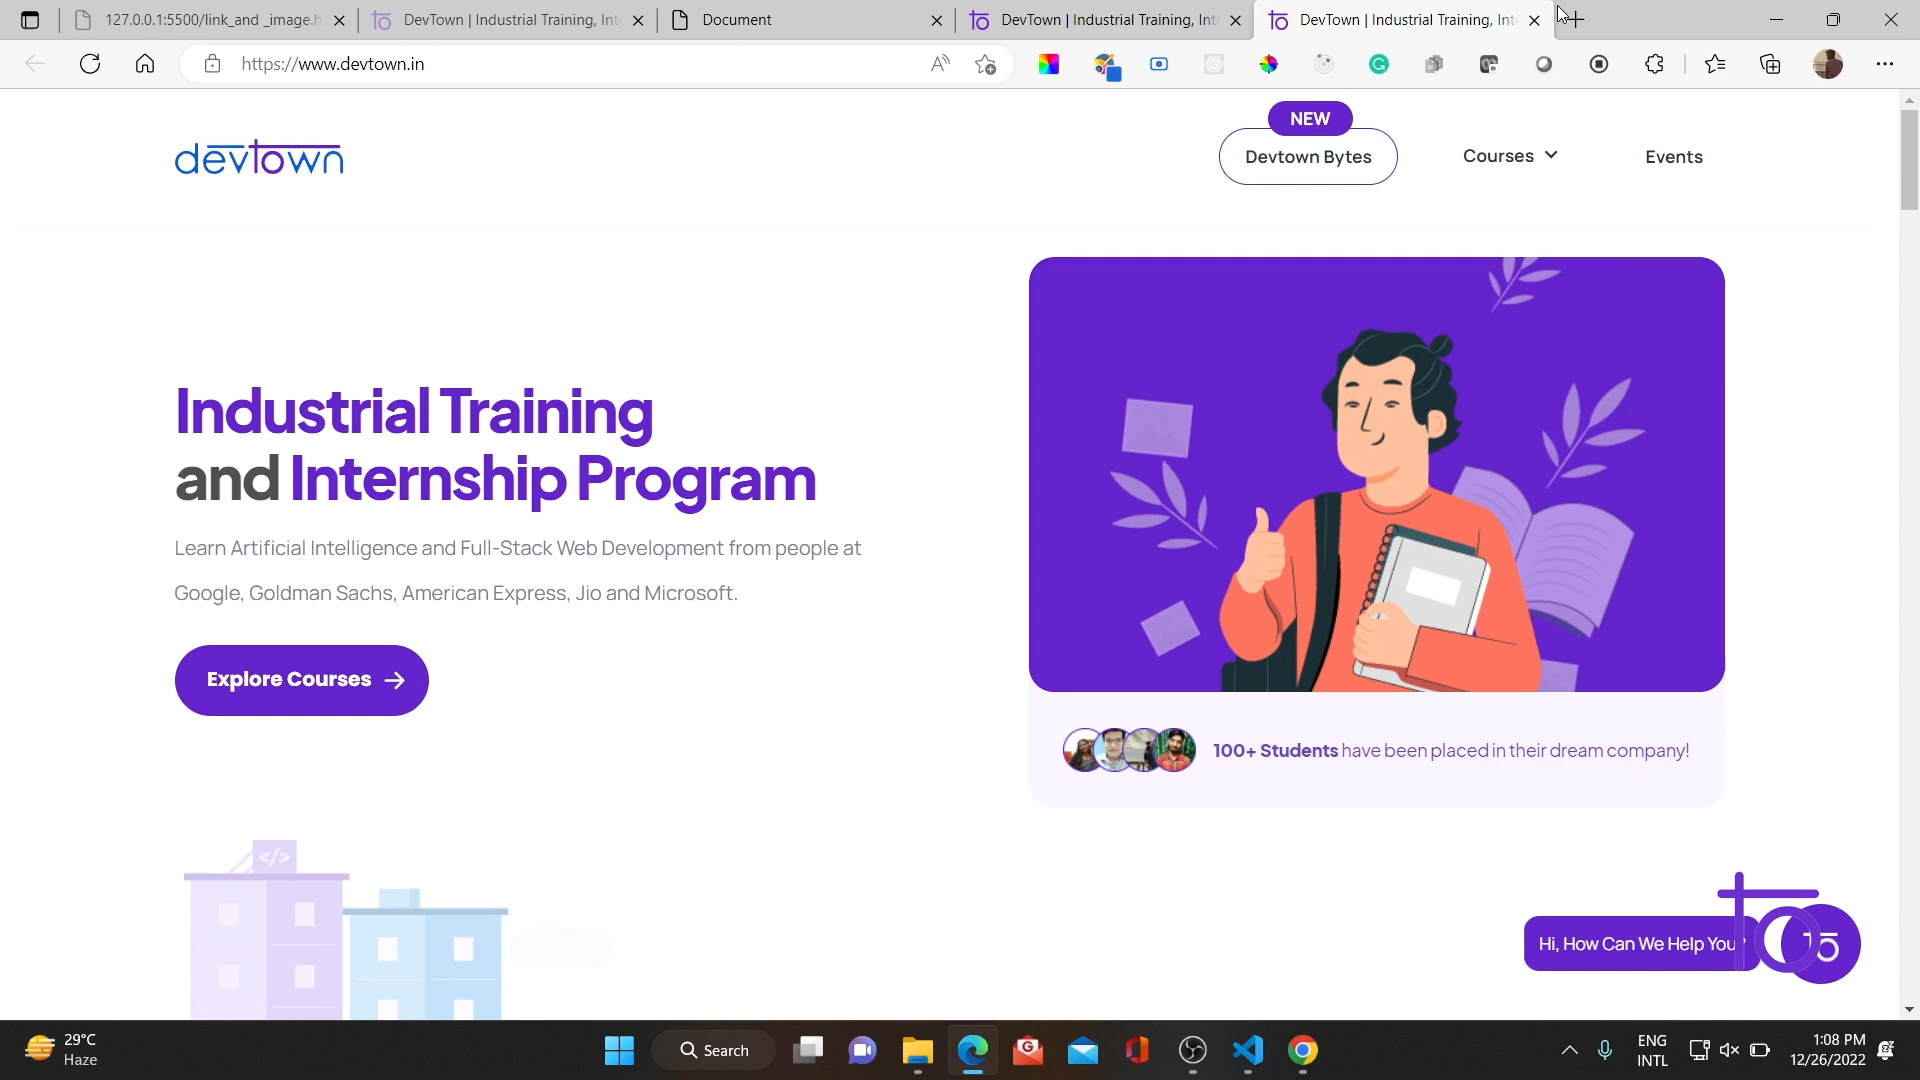 127.0.0.1:5500/link_and _image.h
DevTown | Industrial Training, Int
Document
DevTown | Industrial Training, Int
DevTown | Industrial Training, Int
https://www.devtown.in
devtown
NEW
Devtown Bytes
Courses
Events
Industrial Training
and Internship Program
Learn Artificial Intelligence and Full-Stack Web Development from people at
Google, Goldman Sachs, American Express, Jio and Microsoft.
Explore Courses
100+ Students have been placed in their dream company!
</>
Hi, How Can We Help You?
29°C
Haze
Search
ENG
INTL
1:08 PM
12/26/2022